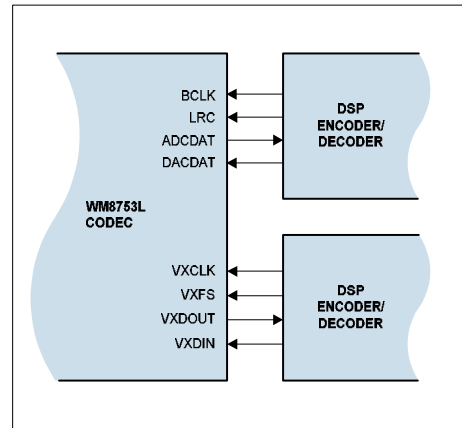 BCLK
LRC
ADCDAT
DACDAT
DSP
ENCODER/
DECODER
WM8753L
CODEC
VXCLK
VXFS
VXDOUT
VXDIN
DSP
ENCODER/
DECODER